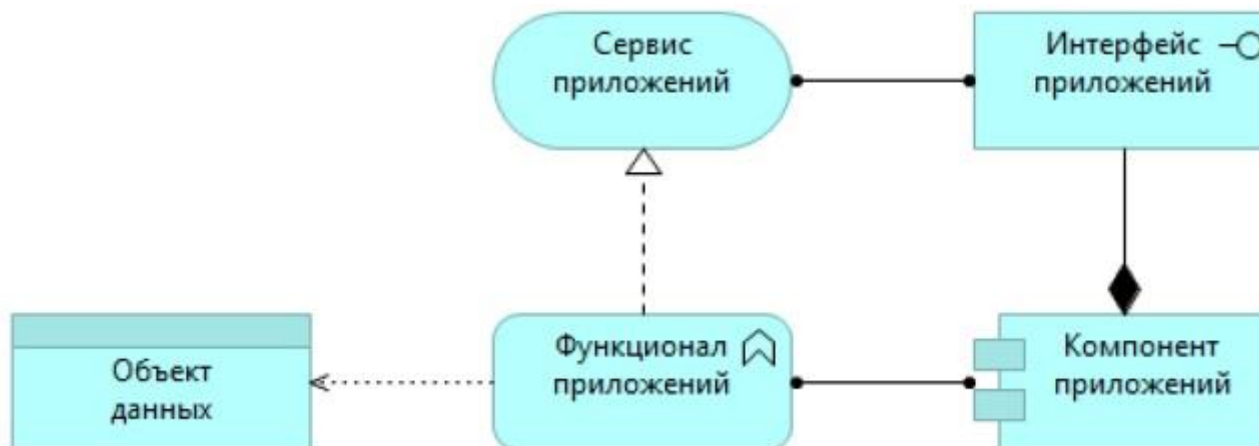 Сервис
приложений
Интерфейс
приложений
Объект
данных
Функционал
приложений
Компонент
приложений